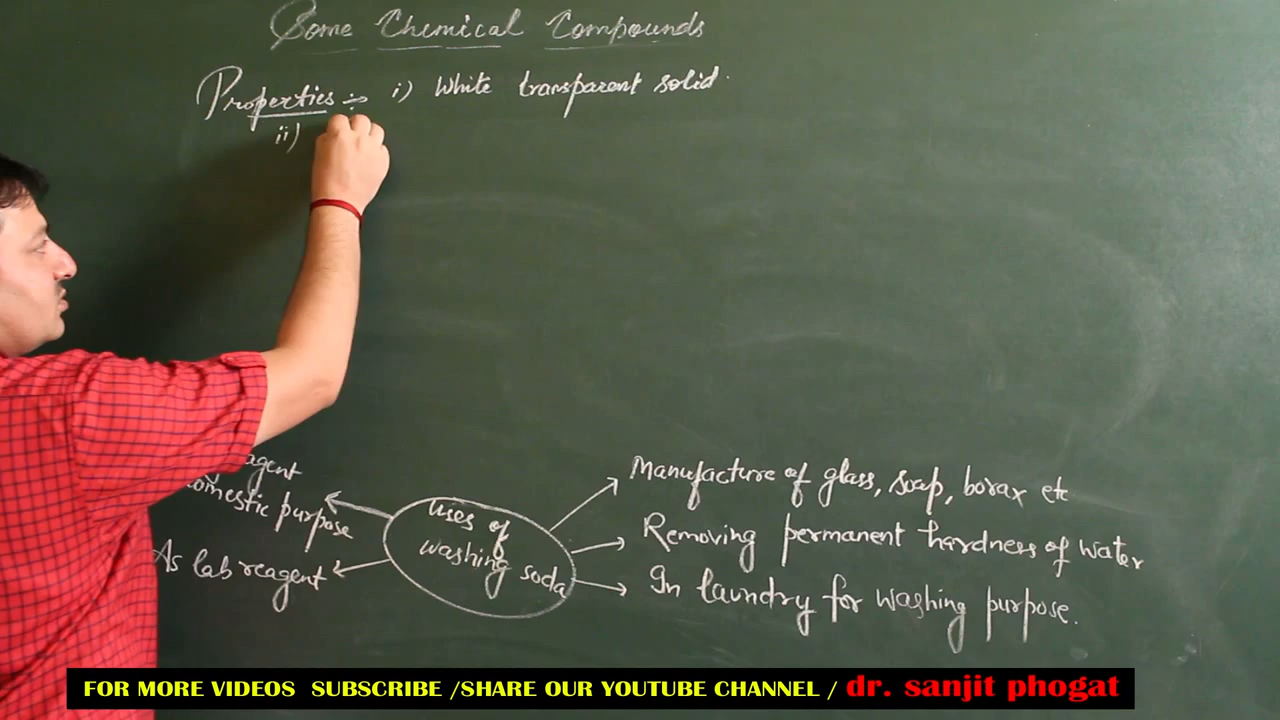 Some Chemical Compounds
Properties :- i) White transparent solid.
ii)
agent
domestic purpose
As lab reagent
uses of
washing soda
Manufacture of glass, soap, borax etc
Removing permanent hardness of water
In laundry for washing purpose.
FOR MORE VIDEOS SUBSCRIBE /SHARE OUR YOUTUBE CHANNEL / dr. sanjit phogat